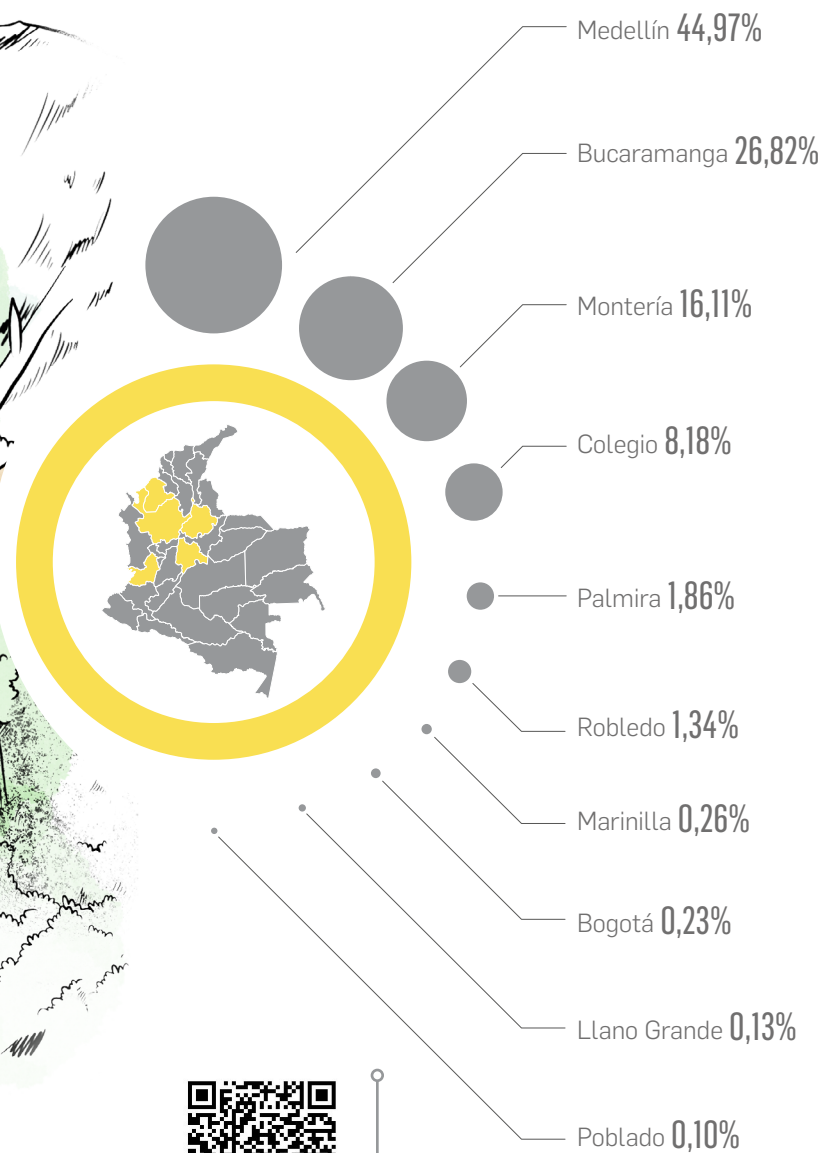 Medellín 44,97%
Bucaramanga 26,82%
Montería 16,11%
Colegio 8,18%
Palmira 1,86%
Robledo 1,34%
Marinilla 0,26%
Bogotá 0,23%
Llano Grande 0,13%
Poblado 0,10%